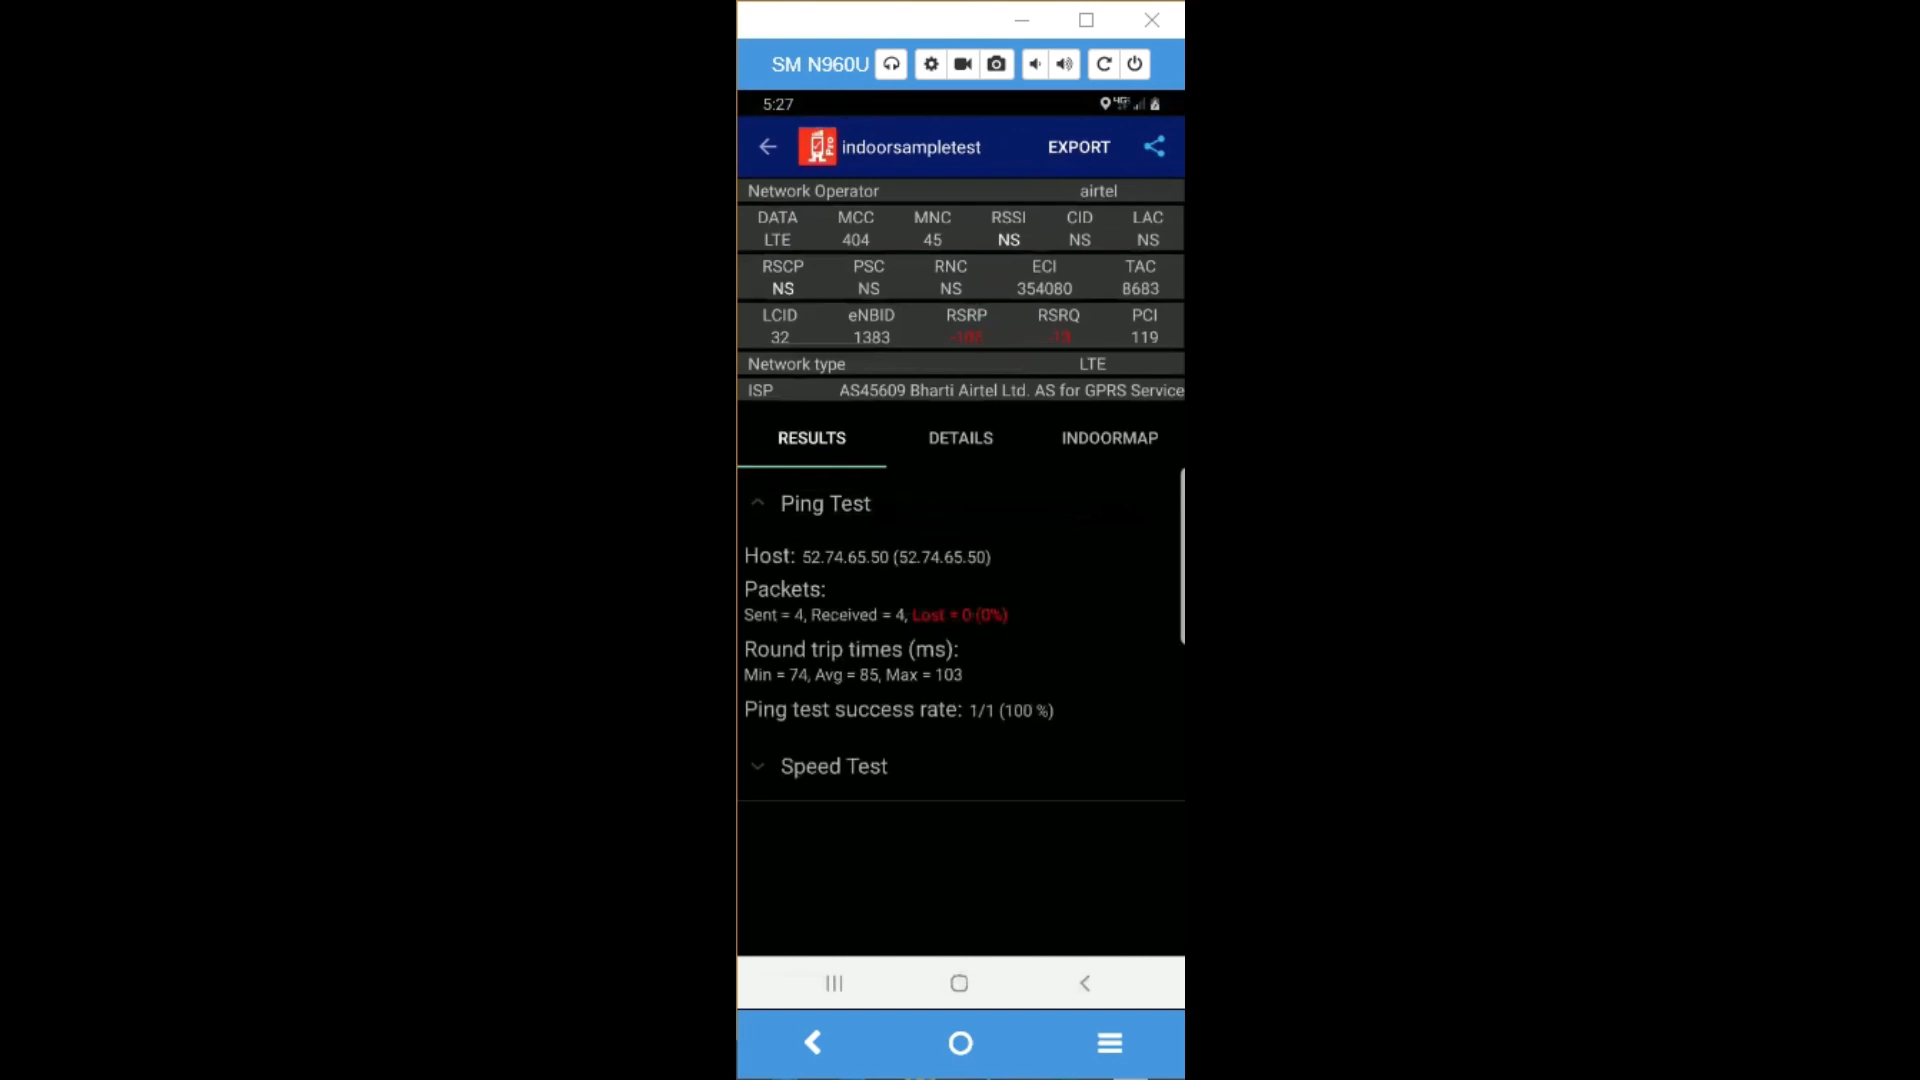 SM N960U
5:27
4G
Pro indoorsampletest EXPORT
Network Operator airtel
DATA MCC MNC RSSI CID LAC
LTE 404 45 NS NS NS
RSCP PSC RNC ECI TAC
NS NS NS 354080 8683
LCID eNBID RSRP RSRQ PCI
32 1383 -13 119
Network type LTE
ISP AS45609 Bharti Airtel Ltd. AS for GPRS Service
RESULTS DETAILS INDOORMAP
Ping Test
Host: 52.74.65.50 (52.74.65.50)
Packets:
Sent = 4, Received = 4, Lost = 0 (0%)
Round trip times (ms):
Min = 74, Avg = 85, Max = 103
Ping test success rate: 1/1 (100 %)
Speed Test